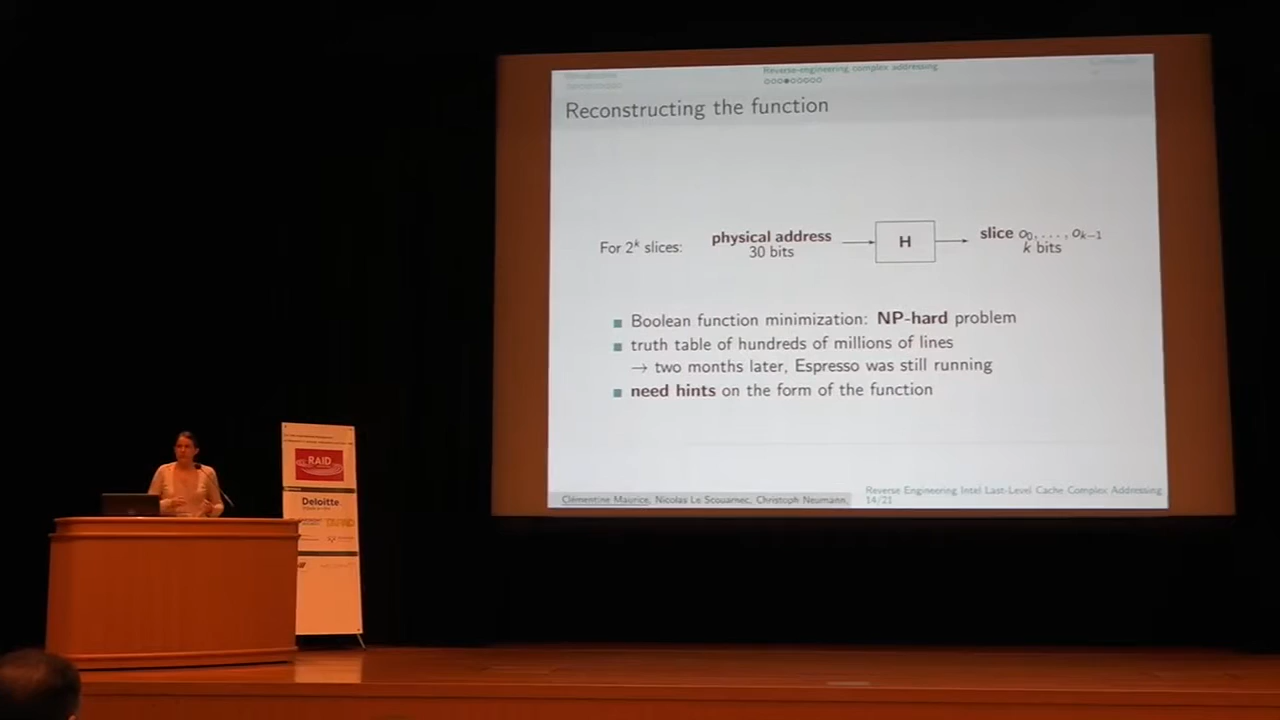 Reverse-engineering complex addressing
Reconstructing the function
For 2^k slices:
physical address
30 bits
H
slice o₀, . . . , oₖ₋₁
k bits
Boolean function minimization: NP-hard problem
truth table of hundreds of millions of lines
→ two months later, Espresso was still running
need hints on the form of the function
Clémentine Maurice, Nicolas Le Scouarnec, Christoph Neumann
Reverse Engineering Intel Last-Level Cache Complex Addressing
14/21
RAID
Deloitte.